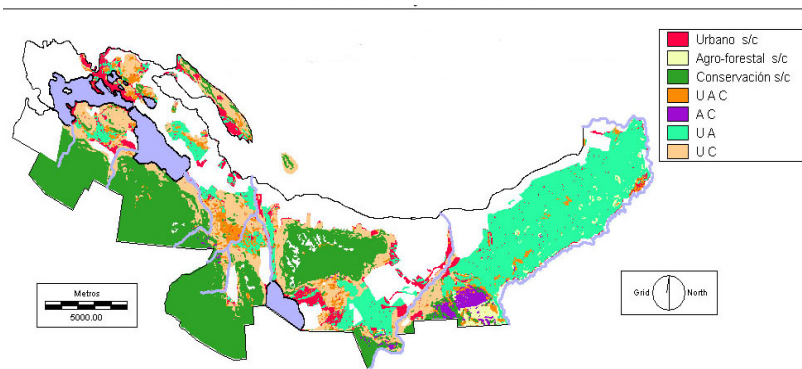 Urbano s/c
Agro-forestal s/c
Conservación s/c
U A C
A C
U A
U C
Metros
5000.00
Grid North